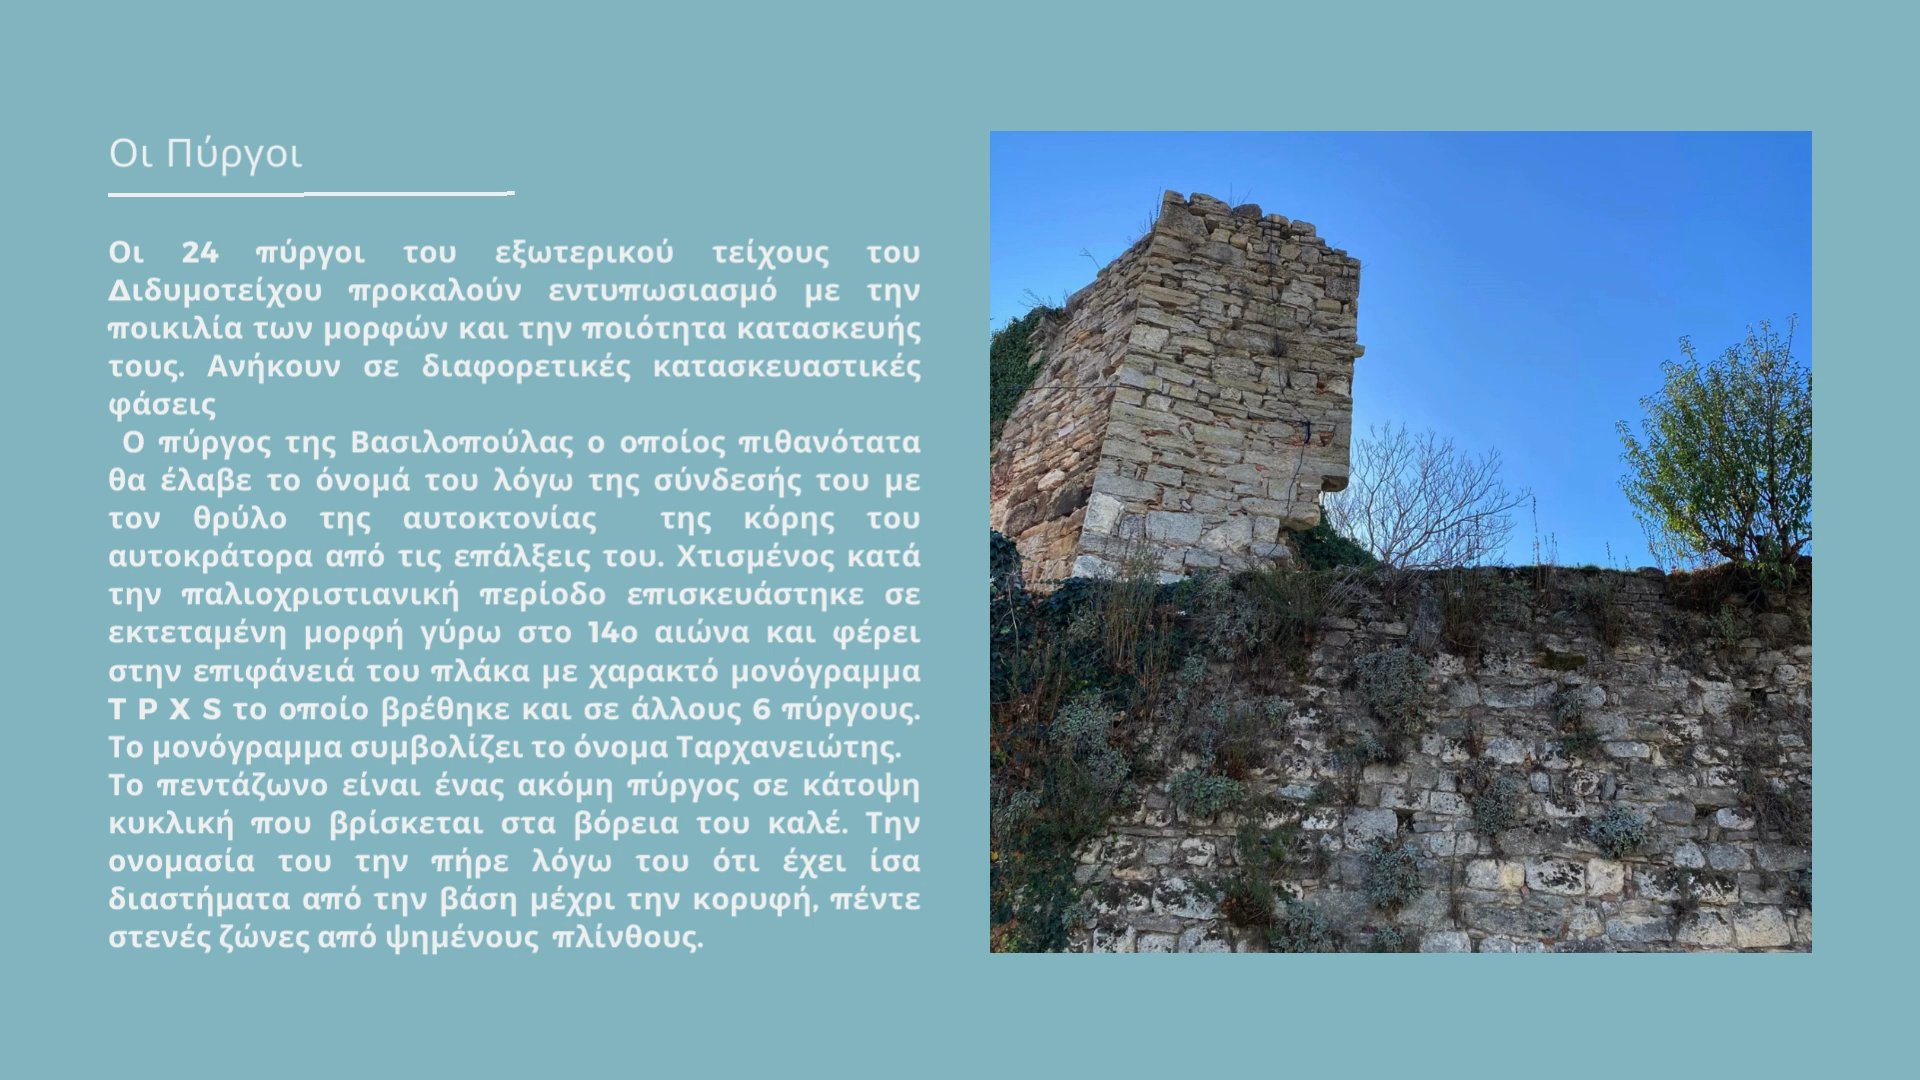 Οι Πύργοι
Οι 24 πύργοι του εξωτερικού τείχους του
Διδυμοτείχου προκαλούν εντυπωσιασμό με την
ποικιλία των μορφών και την ποιότητα κατασκευής
τους. Ανήκουν σε διαφορετικές κατασκευαστικές
φάσεις
Ο πύργος της Βασιλοπούλας ο οποίος πιθανότατα
θα έλαβε το όνομά του λόγω της σύνδεσής του με
τον θρύλο της αυτοκτονίας της κόρης του
αυτοκράτορα από τις επάλξεις του. Χτισμένος κατά
την παλιοχριστιανική περίοδο επισκευάστηκε σε
εκτεταμένη μορφή γύρω στο 14ο αιώνα και φέρει
στην επιφάνειά του πλάκα με χαρακτό μονόγραμμα
T P X S το οποίο βρέθηκε και σε άλλους 6 πύργους.
Το μονόγραμμα συμβολίζει το όνομα Ταρχανειώτης.
Το πεντάζωνο είναι ένας ακόμη πύργος σε κάτοψη
κυκλική που βρίσκεται στα βόρεια του καλέ. Την
ονομασία του την πήρε λόγω του ότι έχει ίσα
διαστήματα από την βάση μέχρι την κορυφή, πέντε
στενές ζώνες από ψημένους πλίνθους.